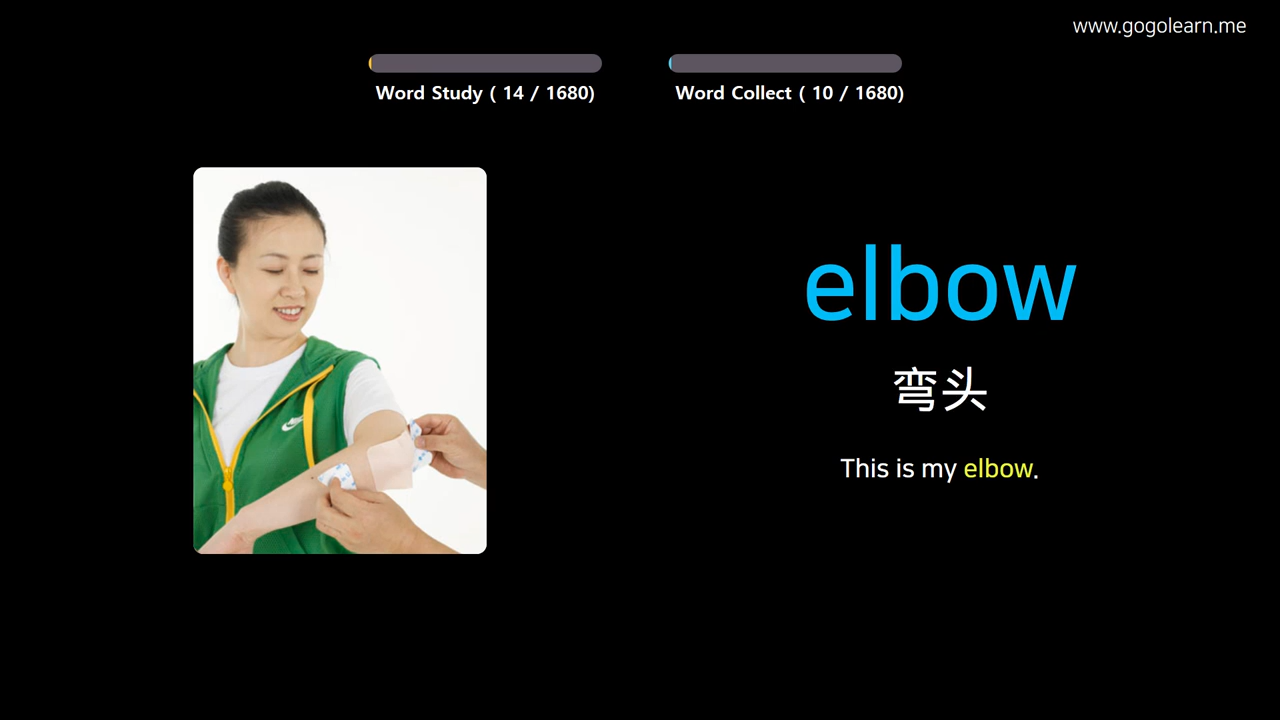 www.gogolearn.me
Word Study ( 14 / 1680)
Word Collect ( 10 / 1680)
elbow
弯头
This is my elbow.